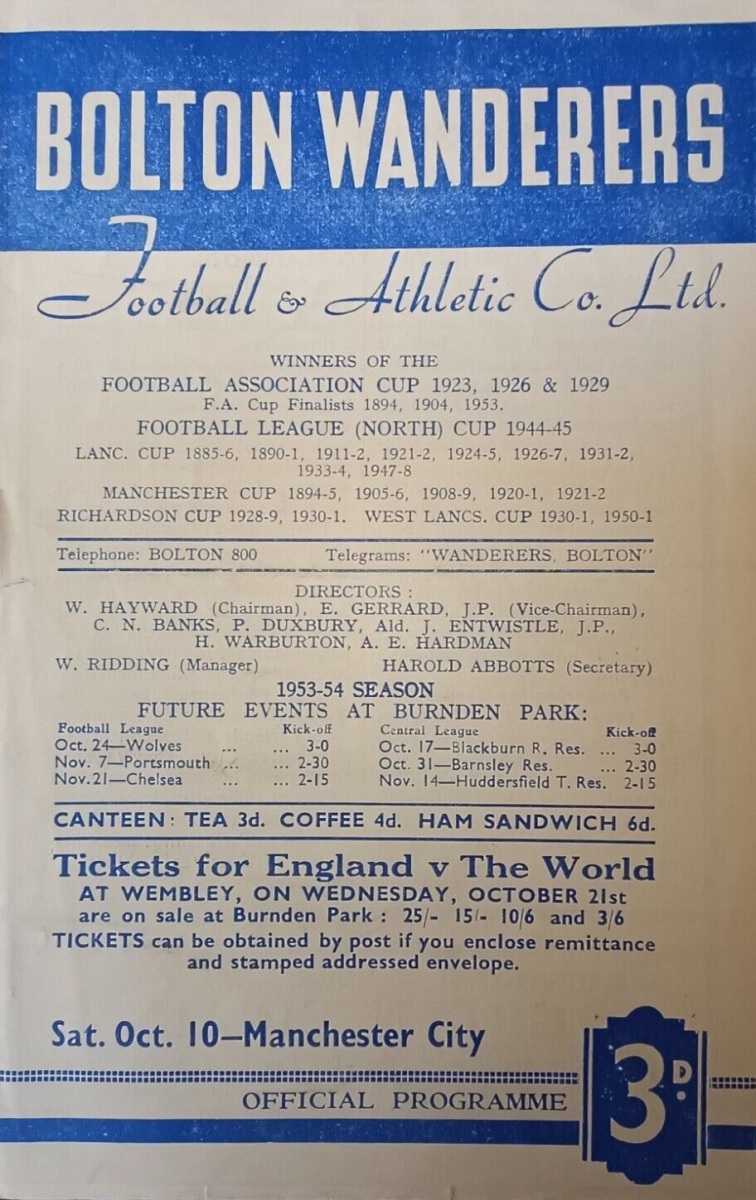 BOLTON WANDERERS
Football & Athletic Co. Ltd.
WINNERS OF THE
FOOTBALL ASSOCIATION CUP 1923, 1926 & 1929
F.A. Cup Finalists 1894, 1904, 1953.
FOOTBALL LEAGUE (NORTH) CUP 1944-45
LANC. CUP 1885-6, 1890-1, 1911-2, 1921-2, 1924-5, 1926-7, 1931-2,
1933-4, 1947-8
MANCHESTER CUP 1894-5, 1905-6, 1908-9, 1920-1, 1921-2
RICHARDSON CUP 1928-9, 1930-1. WEST LANCS. CUP 1930-1, 1950-1
Telephone: BOLTON 800 Telegrams: "WANDERERS, BOLTON"
DIRECTORS :
W. HAYWARD (Chairman), E. GERRARD, J.P. (Vice-Chairman),
C. N. BANKS, P. DUXBURY, Ald. J. ENTWISTLE, J.P.,
H. WARBURTON, A. E. HARDMAN
W. RIDDING (Manager) HAROLD ABBOTTS (Secretary)
1953-54 SEASON
FUTURE EVENTS AT BURNDEN PARK:
Football League Kick-off Central League Kick-off
Oct. 24—Wolves ... ... 3-0 Oct. 17—Blackburn R. Res. ... 3-0
Nov. 7—Portsmouth ... ... 2-30 Oct. 31—Barnsley Res. ... 2-30
Nov. 21—Chelsea ... ... 2-15 Nov. 14—Huddersfield T. Res. 2-15
CANTEEN: TEA 3d. COFFEE 4d. HAM SANDWICH 6d.
Tickets for England v The World
AT WEMBLEY, ON WEDNESDAY, OCTOBER 21st
are on sale at Burnden Park : 25/- 15/- 10/6 and 3/6
TICKETS can be obtained by post if you enclose remittance
and stamped addressed envelope.
Sat. Oct. 10—Manchester City
OFFICIAL PROGRAMME
3D.